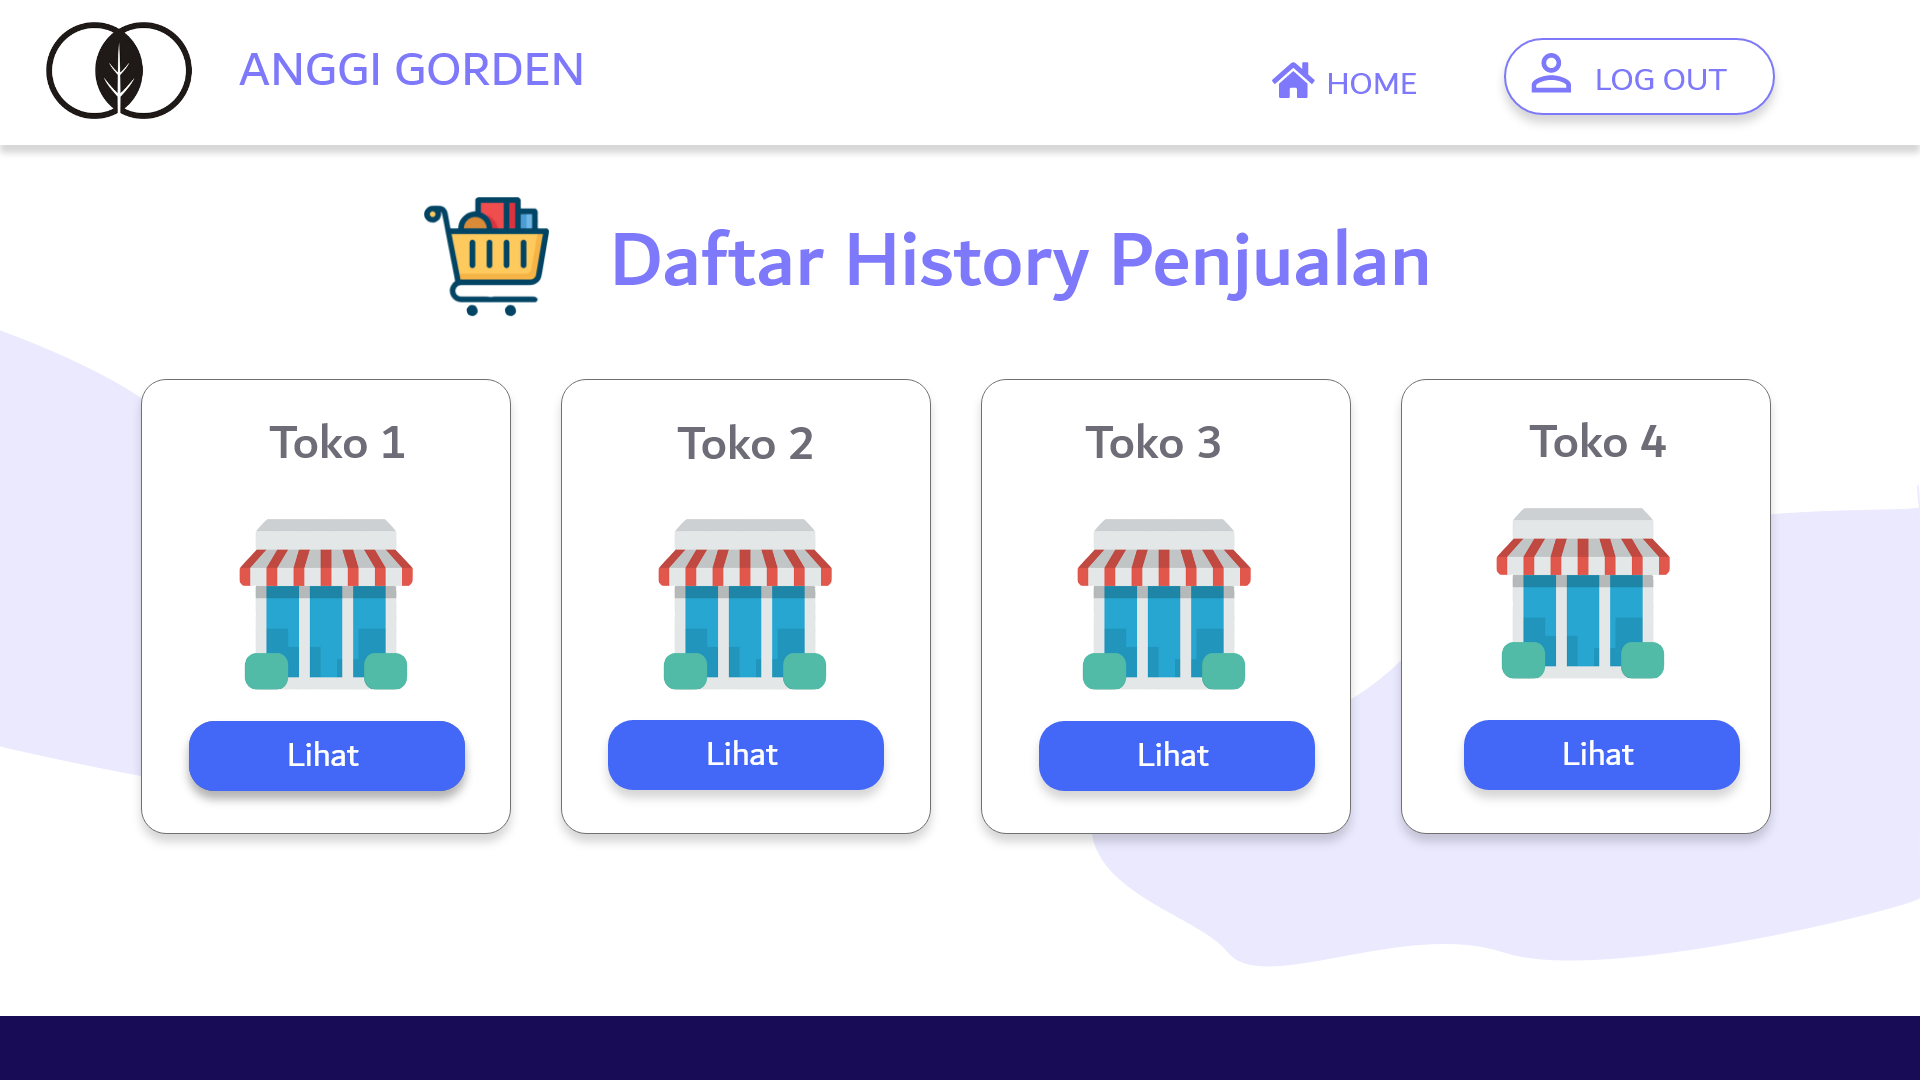 ANGGI GORDEN
HOME
LOG OUT
Daftar History Penjualan
Toko 1
Toko 2
Toko 3
Toko 4
Lihat
Lihat
Lihat
Lihat